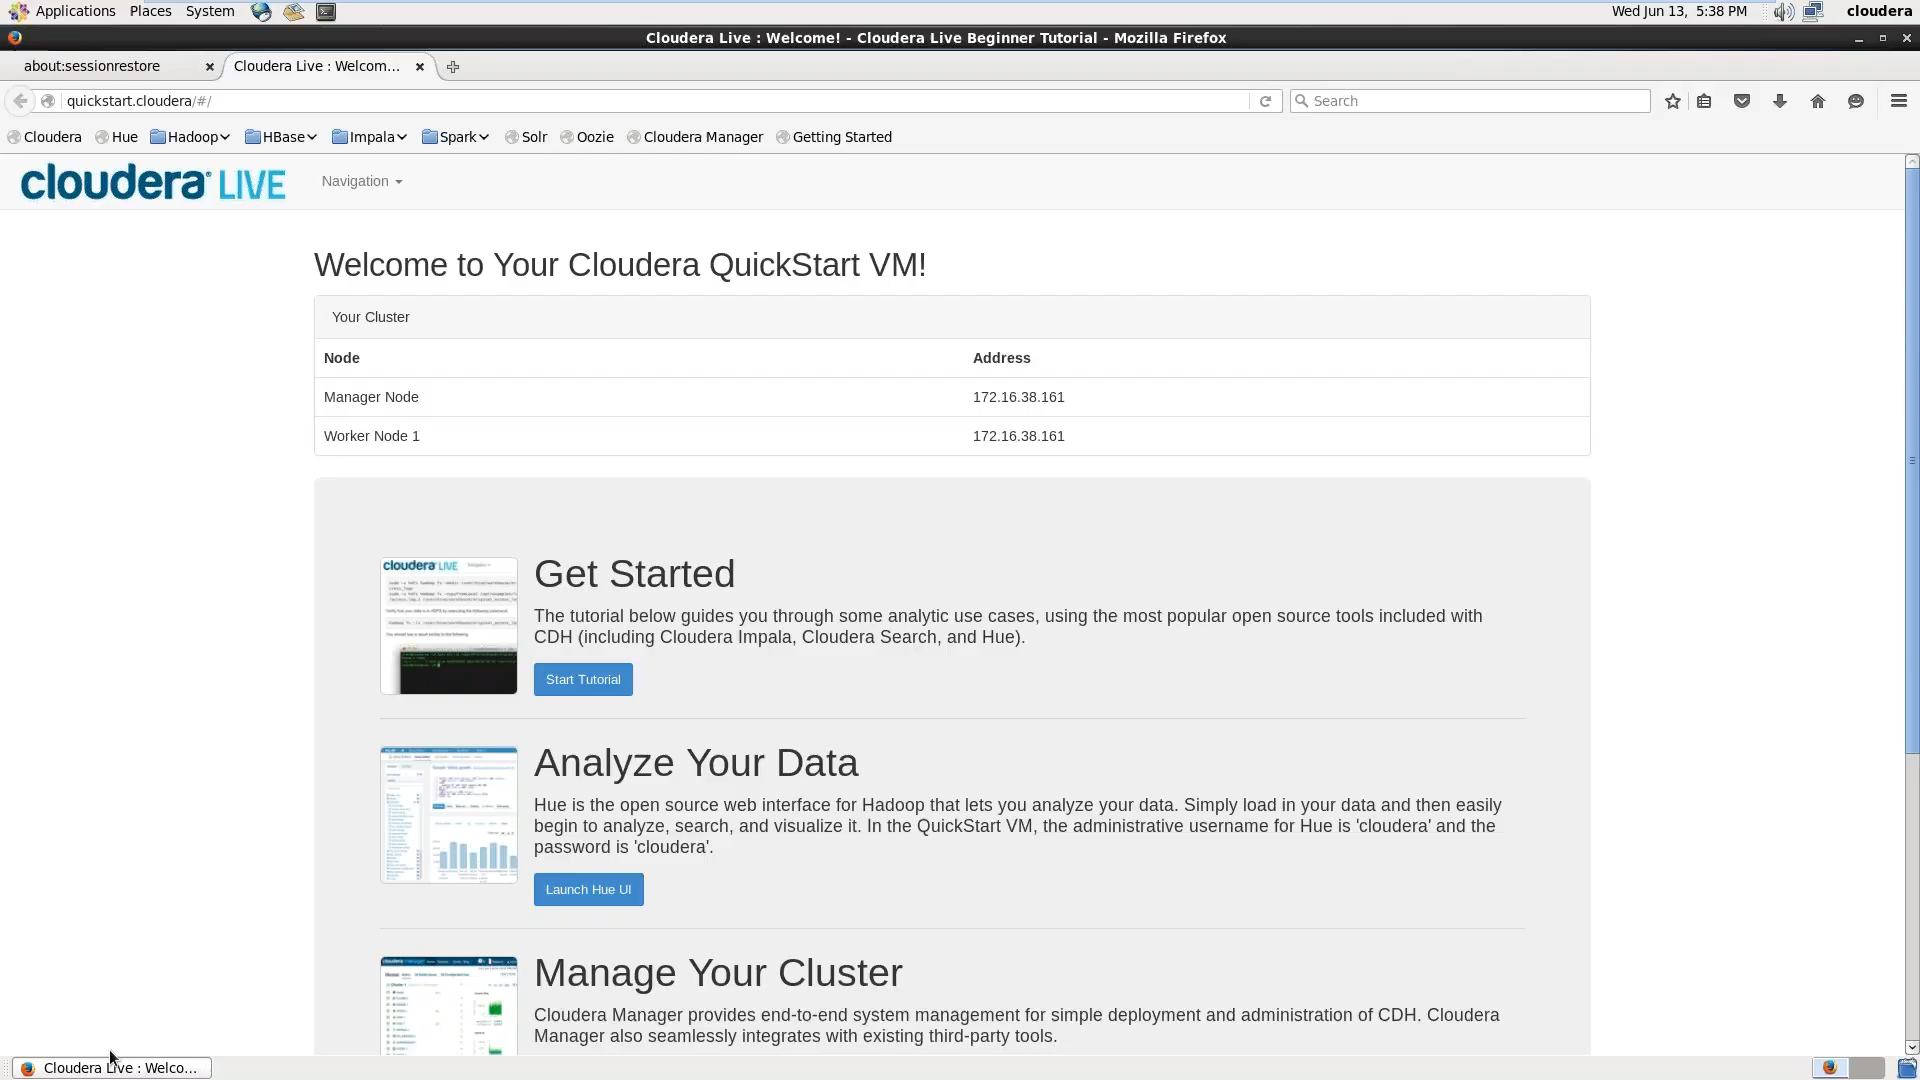 Applications Places System Wed Jun 13, 5:38 PM cloudera
Cloudera Live : Welcome! - Cloudera Live Beginner Tutorial - Mozilla Firefox
about:sessionrestore Cloudera Live : Welcom...
quickstart.cloudera/#/ Search
Cloudera Hue Hadoop HBase Impala Spark Solr Oozie Cloudera Manager Getting Started
cloudera LIVE Navigation
Welcome to Your Cloudera QuickStart VM!
Your Cluster
Node Address
Manager Node 172.16.38.161
Worker Node 1 172.16.38.161
cloudera LIVE
Get Started
The tutorial below guides you through some analytic use cases, using the most popular open source tools included with
CDH (including Cloudera Impala, Cloudera Search, and Hue).
Start Tutorial
Analyze Your Data
Hue is the open source web interface for Hadoop that lets you analyze your data. Simply load in your data and then easily
begin to analyze, search, and visualize it. In the QuickStart VM, the administrative username for Hue is 'cloudera' and the
password is 'cloudera'.
Launch Hue UI
Manage Your Cluster
Cloudera Manager provides end-to-end system management for simple deployment and administration of CDH. Cloudera
Manager also seamlessly integrates with existing third-party tools.
Cloudera Live : Welco...